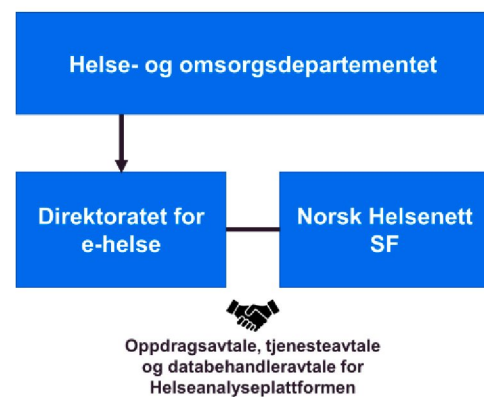 Helse- og omsorgsdepartementet
Direktoratet for
e-helse
Norsk Helsenett
SF
Oppdragsavtale, tjenesteavtale
og databehandleravtale for
Helseanalyseplattformen